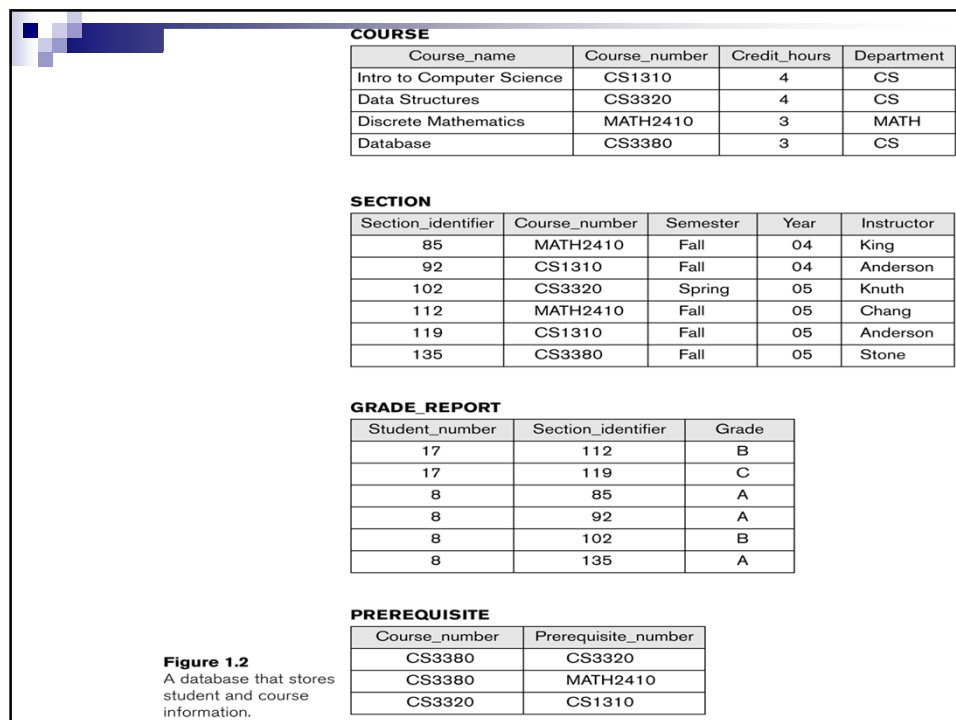 COURSE
Course_name Course_number Credit_hours Department
Intro to Computer Science CS1310 4 CS
Data Structures CS3320 4 CS
Discrete Mathematics MATH2410 3 MATH
Database CS3380 3 CS
SECTION
Section_identifier Course_number Semester Year Instructor
85 MATH2410 Fall 04 King
92 CS1310 Fall 04 Anderson
102 CS3320 Spring 05 Knuth
112 MATH2410 Fall 05 Chang
119 CS1310 Fall 05 Anderson
135 CS3380 Fall 05 Stone
GRADE_REPORT
Student_number Section_identifier Grade
17 112 B
17 119 C
8 85 A
8 92 A
8 102 B
8 135 A
PREREQUISITE
Course_number Prerequisite_number
CS3380 CS3320
CS3380 MATH2410
CS3320 CS1310
Figure 1.2
A database that stores
student and course
information.